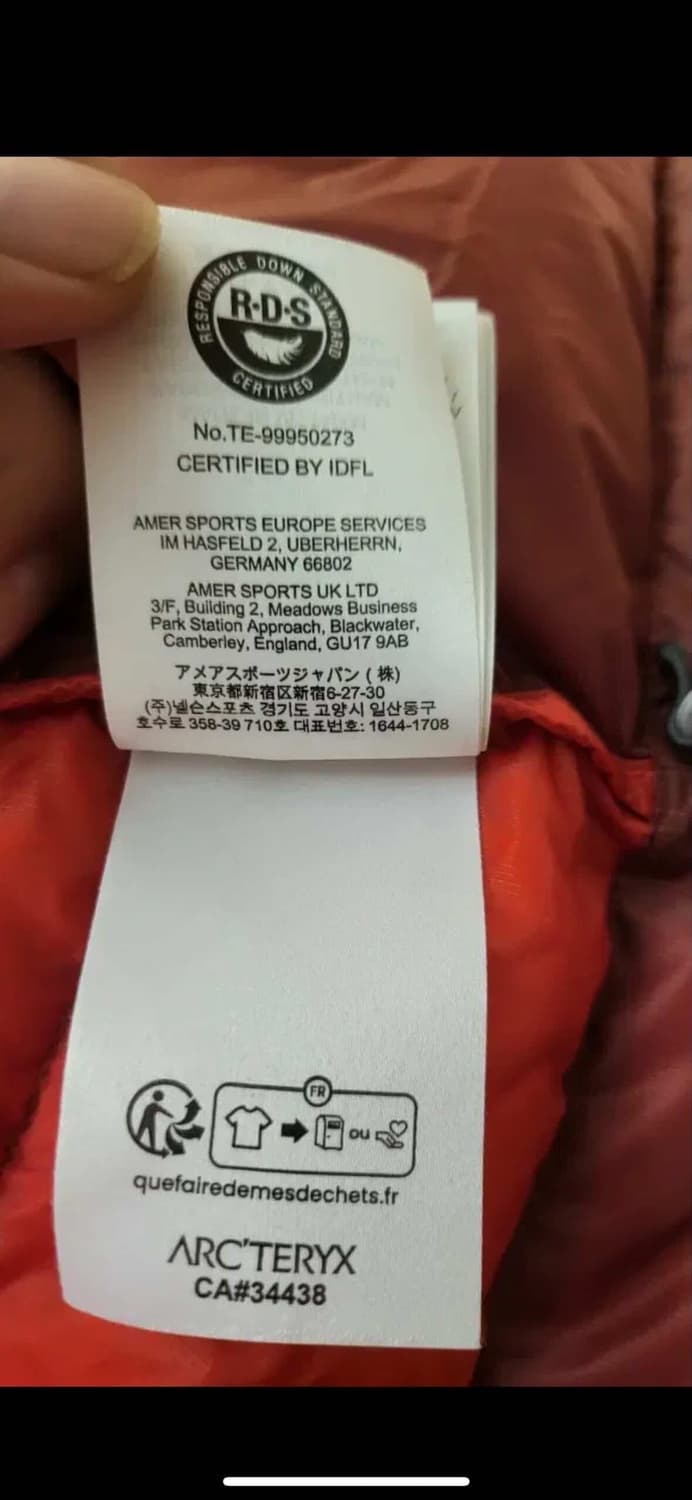 RESPONSIBLE DOWN STANDARD
R·D·S
CERTIFIED
No.TE-99950273
CERTIFIED BY IDFL
AMER SPORTS EUROPE SERVICES
IM HASFELD 2, UBERHERRN,
GERMANY 66802
AMER SPORTS UK LTD
3/F, Building 2, Meadows Business
Park Station Approach, Blackwater,
Camberley, England, GU17 9AB
アメアスポーツジャパン (株)
東京都新宿区新宿6-27-30
(주)넬슨스포츠 경기도 고양시 일산동구
호수로 358-39 710호 대표번호: 1644-1708
FR
ou
quefairedemesdechets.fr
ARC'TERYX
CA#34438